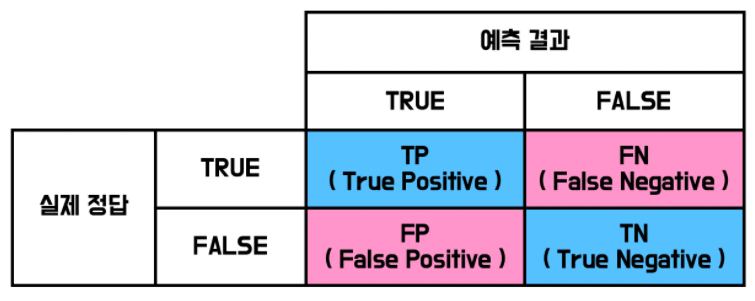 예측 결과
TRUE FALSE
실제 정답
TRUE
TP
( True Positive )
FN
( False Negative )
FALSE
FP
( False Positive )
TN
( True Negative )